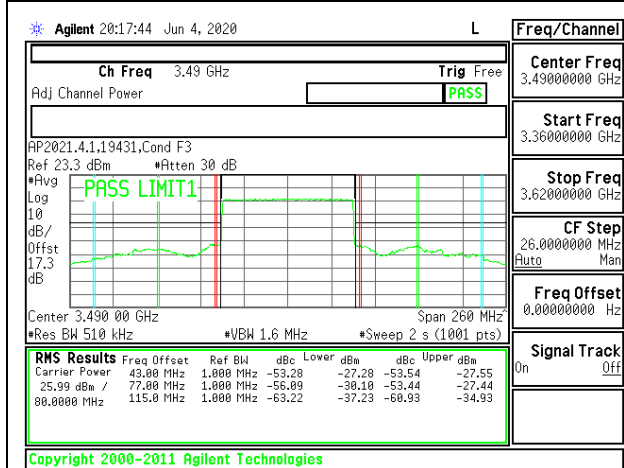 Agilent 20:17:44 Jun 4, 2020 L
Freq/Channel
Ch Freq 3.49 GHz Trig Free
Adj Channel Power PASS
AP2021.4.1,19431,Cond F3
Ref 23.3 dBm #Atten 30 dB
#Avg
Log
10
dB/
Offst
17.3
dB
PASS LIMIT1
Center 3.490 00 GHz Span 260 MHz
#Res BW 510 kHz #VBW 1.6 MHz #Sweep 2 s (1001 pts)
RMS Results Freq Offset Ref BW dBc Lower dBm dBc Upper dBm
Carrier Power 43.00 MHz 1.000 MHz -53.28 -27.28 -53.54 -27.55
25.99 dBm / 77.00 MHz 1.000 MHz -56.09 -30.10 -53.44 -27.44
80.0000 MHz 115.0 MHz 1.000 MHz -63.22 -37.23 -60.93 -34.93
Copyright 2000-2011 Agilent Technologies
Center Freq
3.49000000 GHz
Start Freq
3.36000000 GHz
Stop Freq
3.62000000 GHz
CF Step
26.0000000 MHz
Auto Man
Freq Offset
0.00000000 Hz
Signal Track
On Off